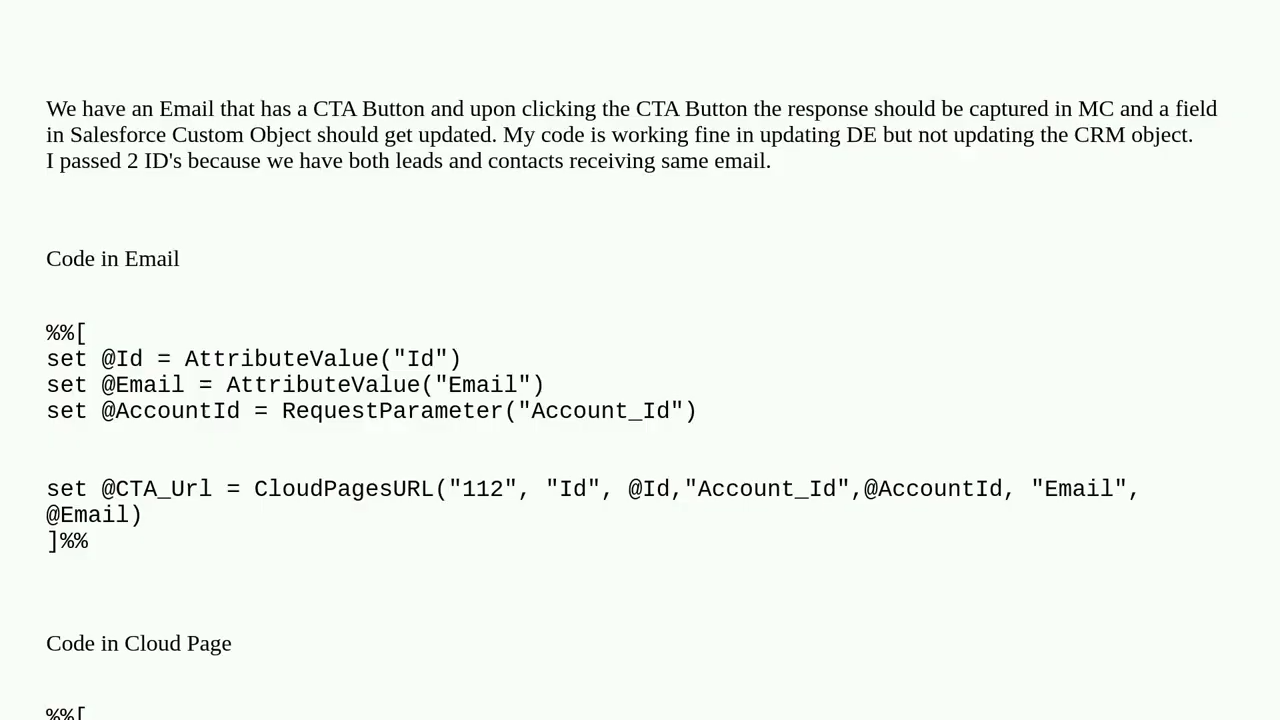 We have an Email that has a CTA Button and upon clicking the CTA Button the response should be captured in MC and a field
in Salesforce Custom Object should get updated. My code is working fine in updating DE but not updating the CRM object.
I passed 2 ID's because we have both leads and contacts receiving same email.
Code in Email
%%[
set @Id = AttributeValue("Id")
set @Email = AttributeValue("Email")
set @AccountId = RequestParameter("Account_Id")
set @CTA_Url = CloudPagesURL("112", "Id", @Id,"Account_Id",@AccountId, "Email",
@Email)
]%%
Code in Cloud Page
%%[